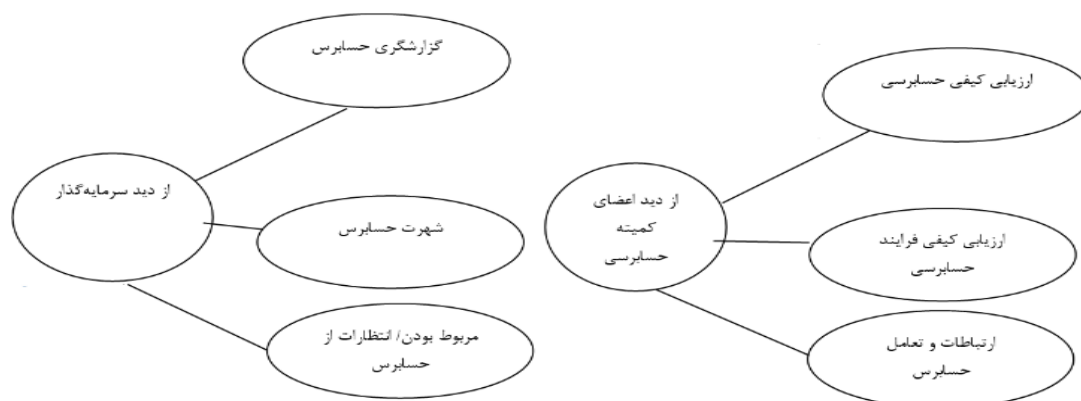 ارزیابی کیفی حسابرسی
از دید اعضای
کمیته
حسابرسی
ارزیابی کیفی فرایند
حسابرسی
ارتباطات و تعامل
حسابرس
گزارشگری حسابرس
از دید سرمایه‌گذار
شهرت حسابرس
مربوط بودن/ انتظارات از
حسابرس